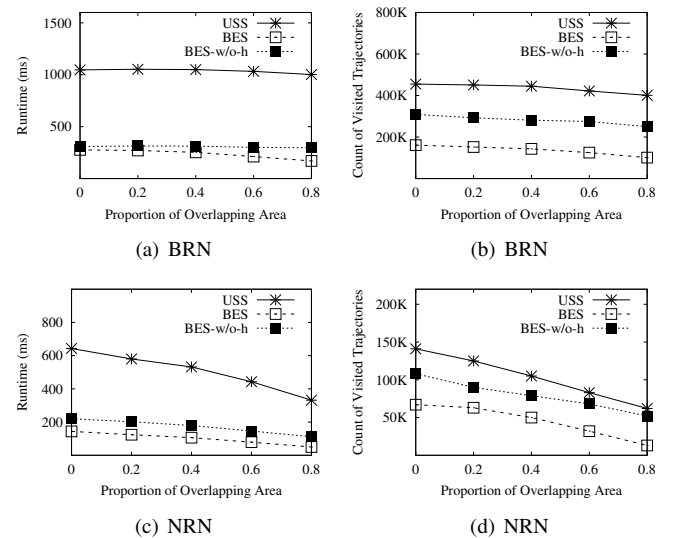 USS
BES
BES-w/o-h
1500
1000
500
Runtime (ms)
0 0.2 0.4 0.6 0.8
Proportion of Overlapping Area
(a) BRN
USS
BES
BES-w/o-h
800K
600K
400K
200K
Count of Visited Trajectories
0 0.2 0.4 0.6 0.8
Proportion of Overlapping Area
(b) BRN
USS
BES
BES-w/o-h
800
600
400
200
Runtime (ms)
0 0.2 0.4 0.6 0.8
Proportion of Overlapping Area
(c) NRN
USS
BES
BES-w/o-h
200K
150K
100K
50K
Count of Visited Trajectories
0 0.2 0.4 0.6 0.8
Proportion of Overlapping Area
(d) NRN